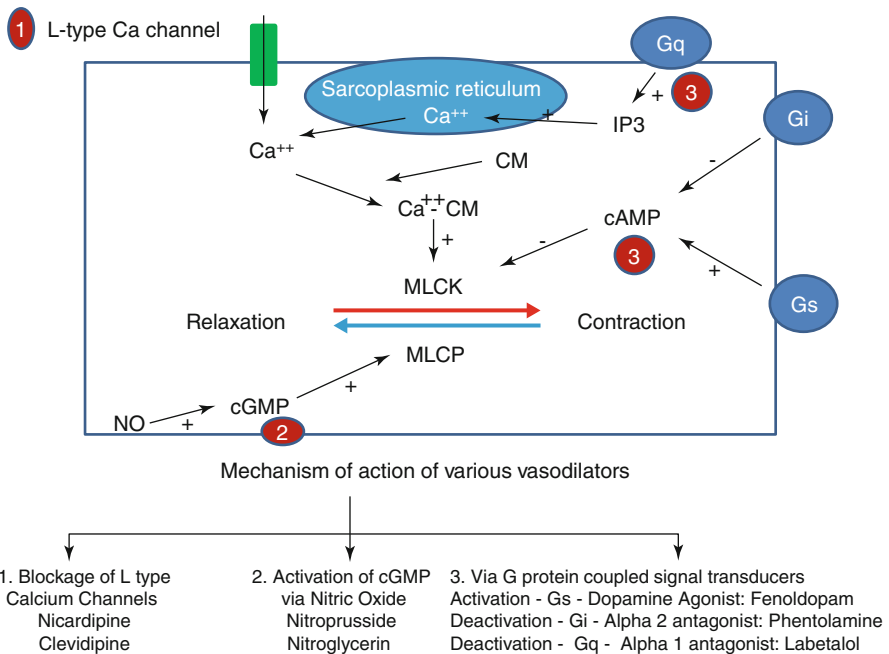 1 L-type Ca channel
Gq
Sarcoplasmic reticulum
Ca++
+
+
3
IP3
Gi
Ca++
CM
-
Ca++ - CM
cAMP
+
-
3
+
MLCK
Gs
Relaxation
Contraction
MLCP
+
cGMP
NO
+
2
Mechanism of action of various vasodilators
1. Blockage of L type
Calcium Channels
Nicardipine
Clevidipine
2. Activation of cGMP
via Nitric Oxide
Nitroprusside
Nitroglycerin
3. Via G protein coupled signal transducers
Activation - Gs - Dopamine Agonist: Fenoldopam
Deactivation - Gi - Alpha 2 antagonist: Phentolamine
Deactivation - Gq - Alpha 1 antagonist: Labetalol